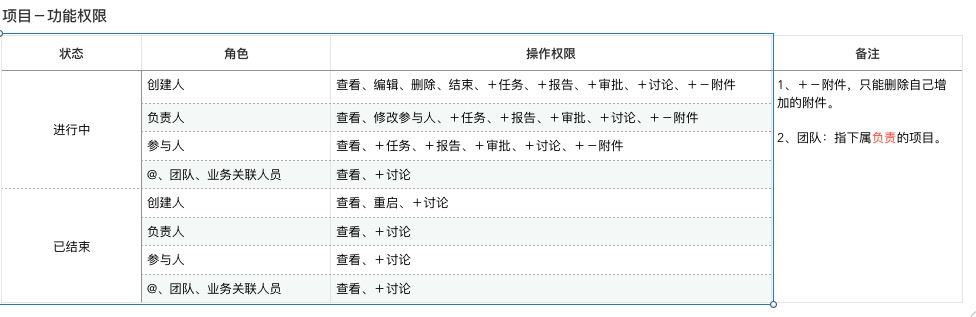 项目－功能权限
状态 角色 操作权限 备注
进行中
创建人 查看、编辑、删除、结束、＋任务、＋报告、＋审批、＋讨论、＋－附件
负责人 查看、修改参与人、＋任务、＋报告、＋审批、＋讨论、＋－附件
参与人 查看、＋任务、＋报告、＋审批、＋讨论、＋－附件
@、团队、业务关联人员 查看、＋讨论
已结束
创建人 查看、重启、＋讨论
负责人 查看、＋讨论
参与人 查看、＋讨论
@、团队、业务关联人员 查看、＋讨论
1、＋－附件，只能删除自己增
加的附件。
2、团队：指下属负责的项目。